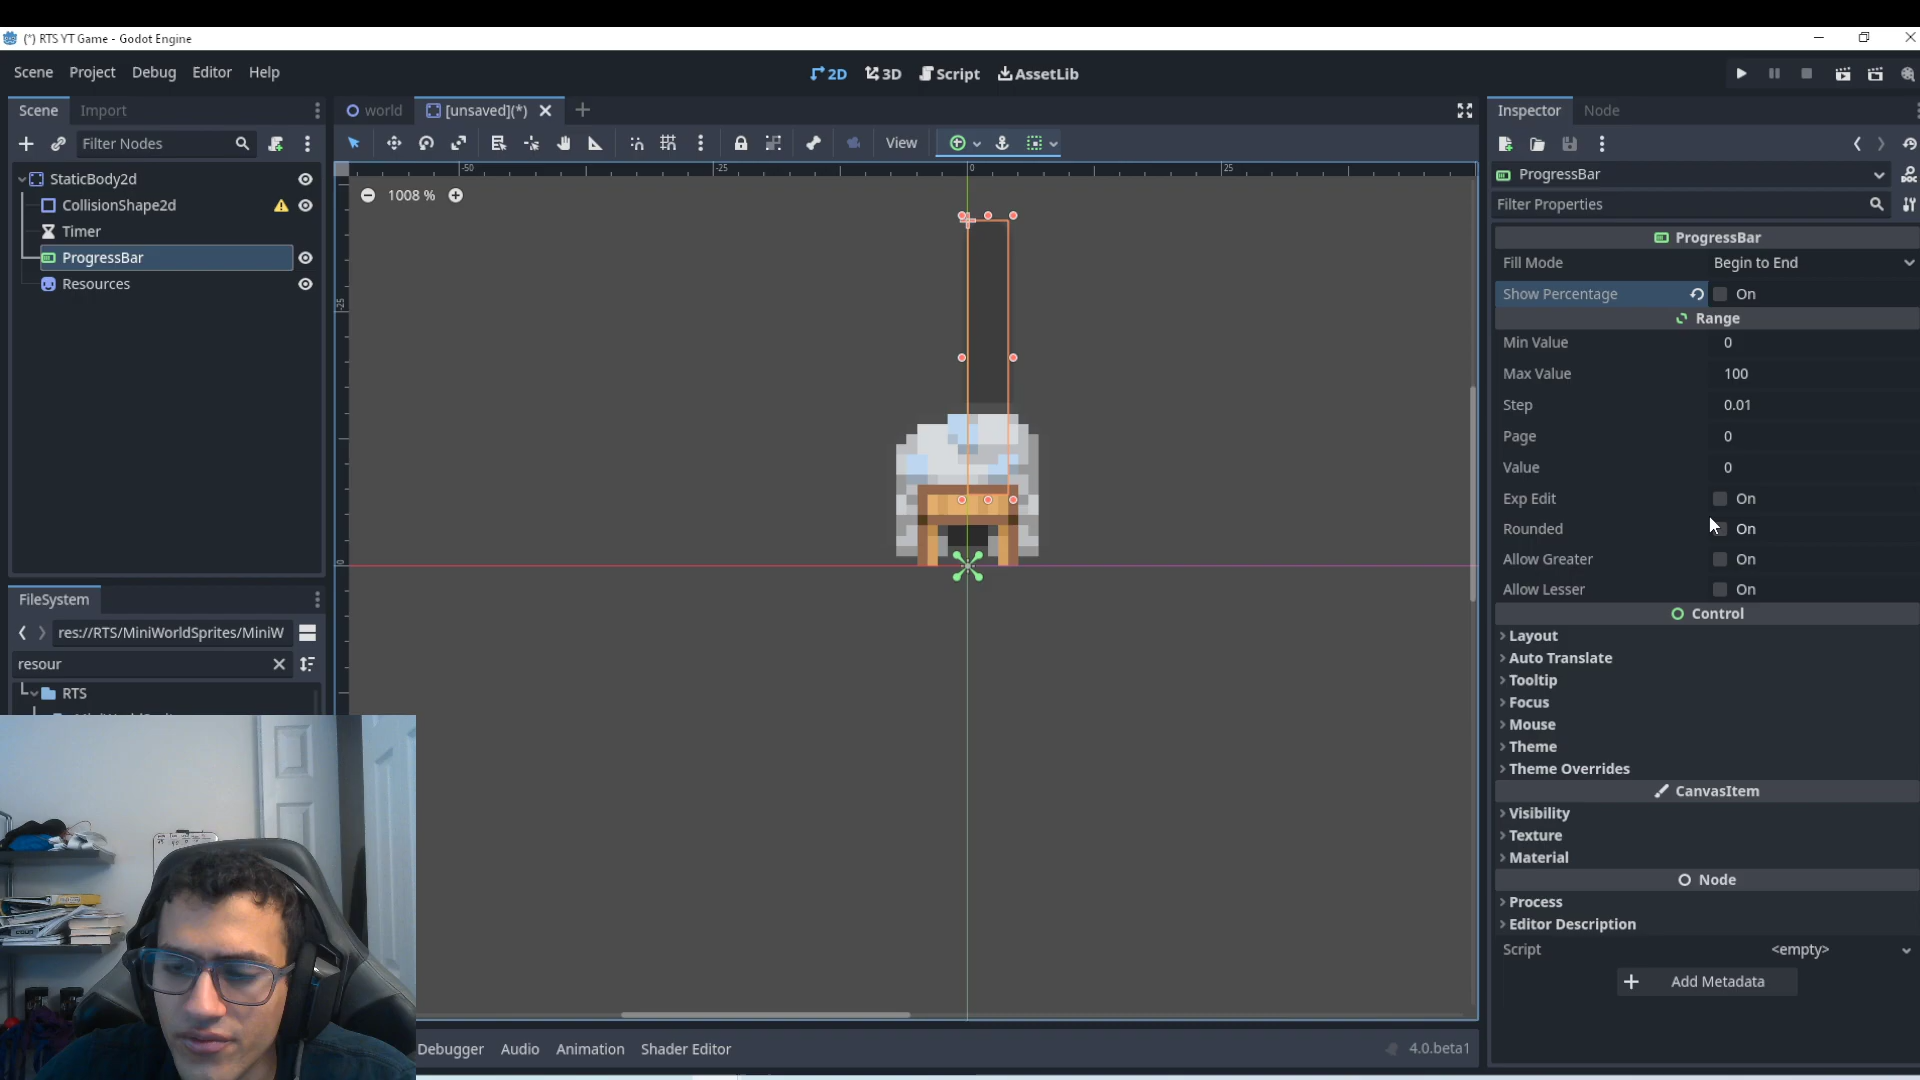 (*) RTS YT Game - Godot Engine
Scene Project Debug Editor Help
2D 3D Script AssetLib
Scene Import
world [unsaved](*)
Inspector Node
Filter Nodes
View
StaticBody2d
CollisionShape2d
Timer
ProgressBar
Resources
1008 %
-50 -25 0 25
-25
0
ProgressBar
Filter Properties
DOC
ProgressBar
Fill Mode Begin to End
Show Percentage On
Range
Min Value 0
Max Value 100
Step 0.01
Page 0
Value 0
Exp Edit On
Rounded On
Allow Greater On
Allow Lesser On
Control
Layout
Auto Translate
Tooltip
Focus
Mouse
Theme
Theme Overrides
CanvasItem
Visibility
Texture
Material
Node
Process
Editor Description
Script <empty>
Add Metadata
FileSystem
res://RTS/MiniWorldSprites/MiniW
resour
RTS
Debugger Audio Animation Shader Editor
4.0.beta1